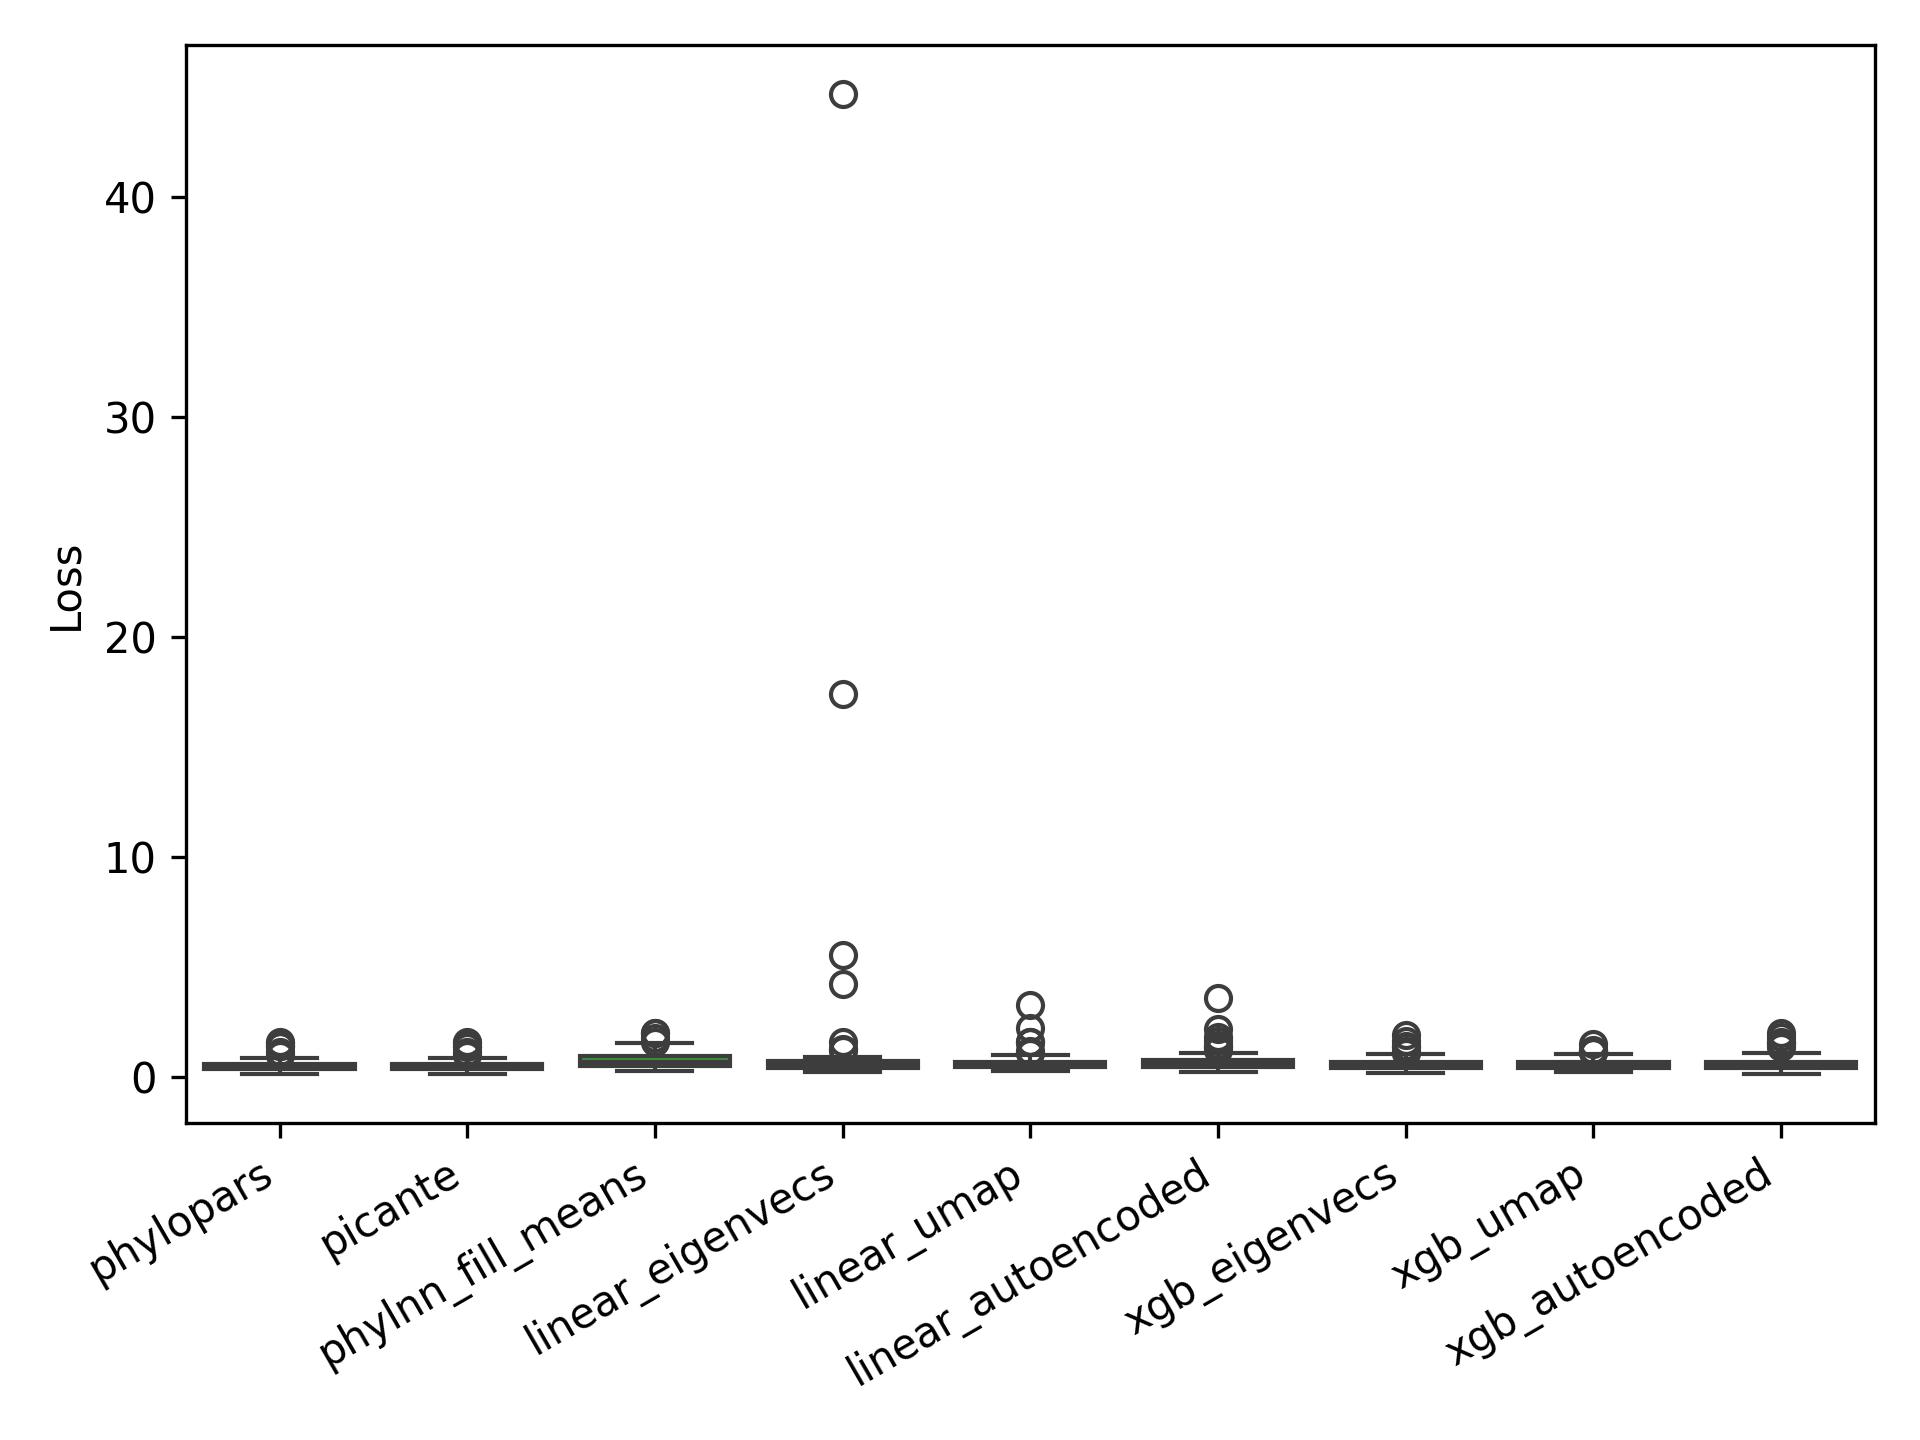 40
30
20
10
0
Loss
phylopars
picante
phylnn_fill_means
linear_eigenvecs
linear_umap
linear_autoencoded
xgb_eigenvecs
xgb_umap
xgb_autoencoded